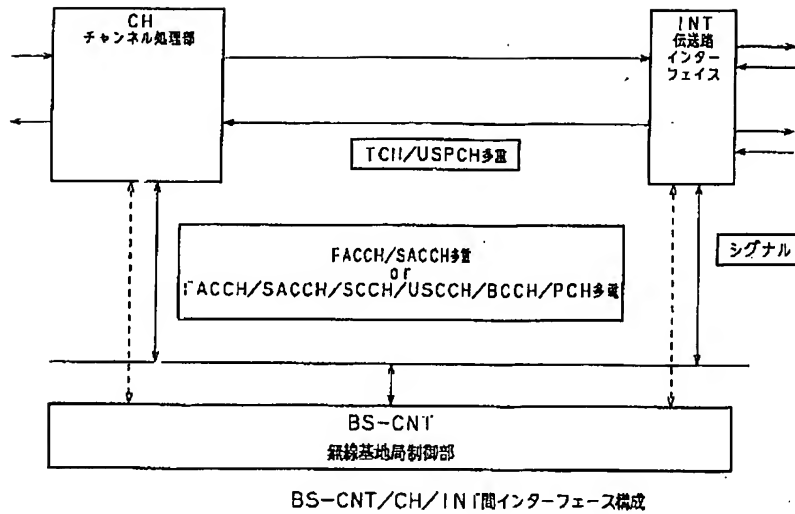 CH
チャンネル処理部
INT
伝送路
インター
フェイス
TCH/USPCH多重
シグナル
FACCH/SACCH多重
or
FACCH/SACCH/SCCH/USCCH/BCCH/PCH多重
BS-CNT
無線基地局制御部
BS-CNT/CH/INT間インターフェース構成